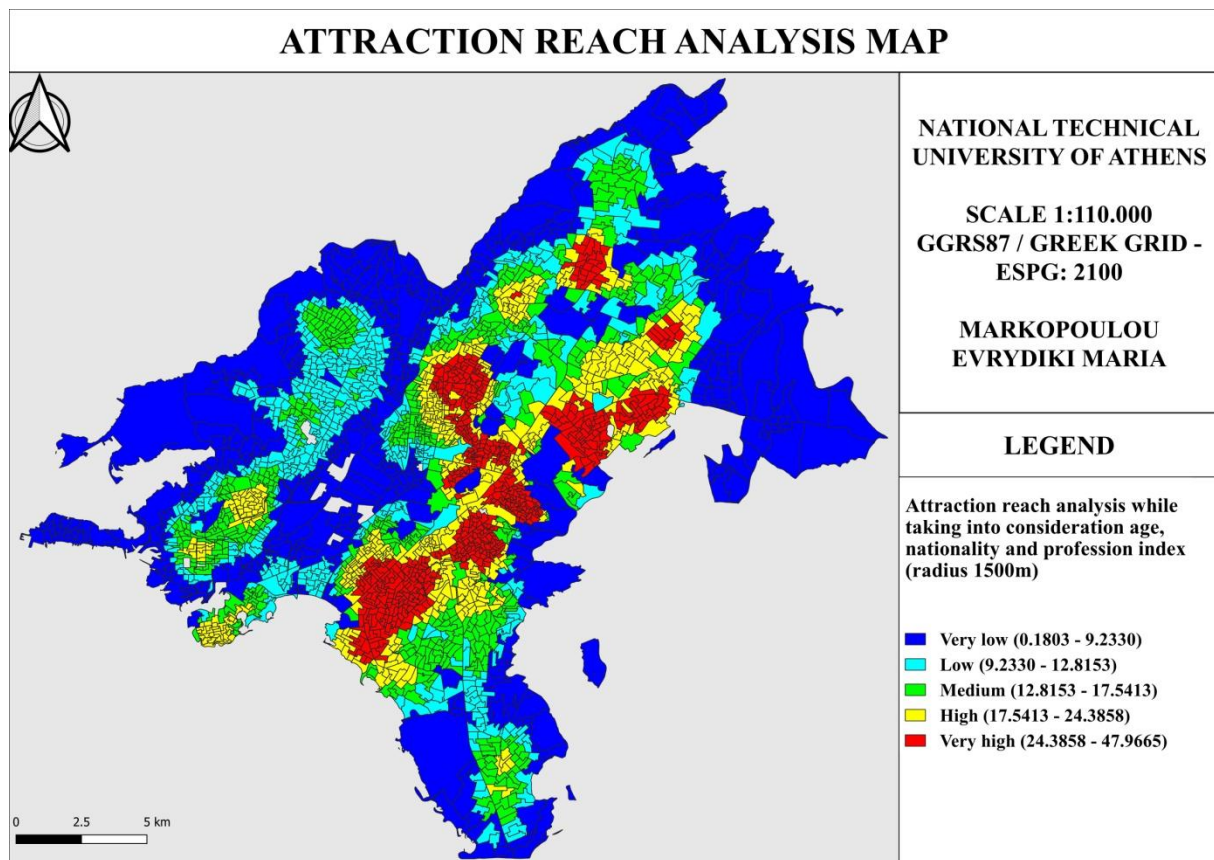 ATTRACTION REACH ANALYSIS MAP
NATIONAL TECHNICAL
UNIVERSITY OF ATHENS
SCALE 1:110.000
GGRS87 / GREEK GRID -
ESPG: 2100
MARKOPOULOU
EVRYDIKI MARIA
LEGEND
Attraction reach analysis while
taking into consideration age,
nationality and profession index
(radius 1500m)
Very low (0.1803 - 9.2330)
Low (9.2330 - 12.8153)
Medium (12.8153 - 17.5413)
High (17.5413 - 24.3858)
Very high (24.3858 - 47.9665)
0 2.5 5 km